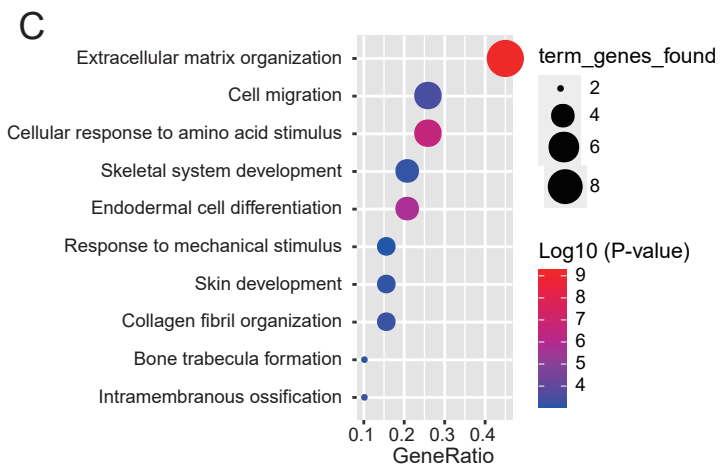 C
Extracellular matrix organization
Cell migration
Cellular response to amino acid stimulus
Skeletal system development
Endodermal cell differentiation
Response to mechanical stimulus
Skin development
Collagen fibril organization
Bone trabecula formation
Intramembranous ossification
0.1 0.2 0.3 0.4
GeneRatio
term_genes_found
2
4
6
8
Log10 (P-value)
9
9
8
7
6
5
4